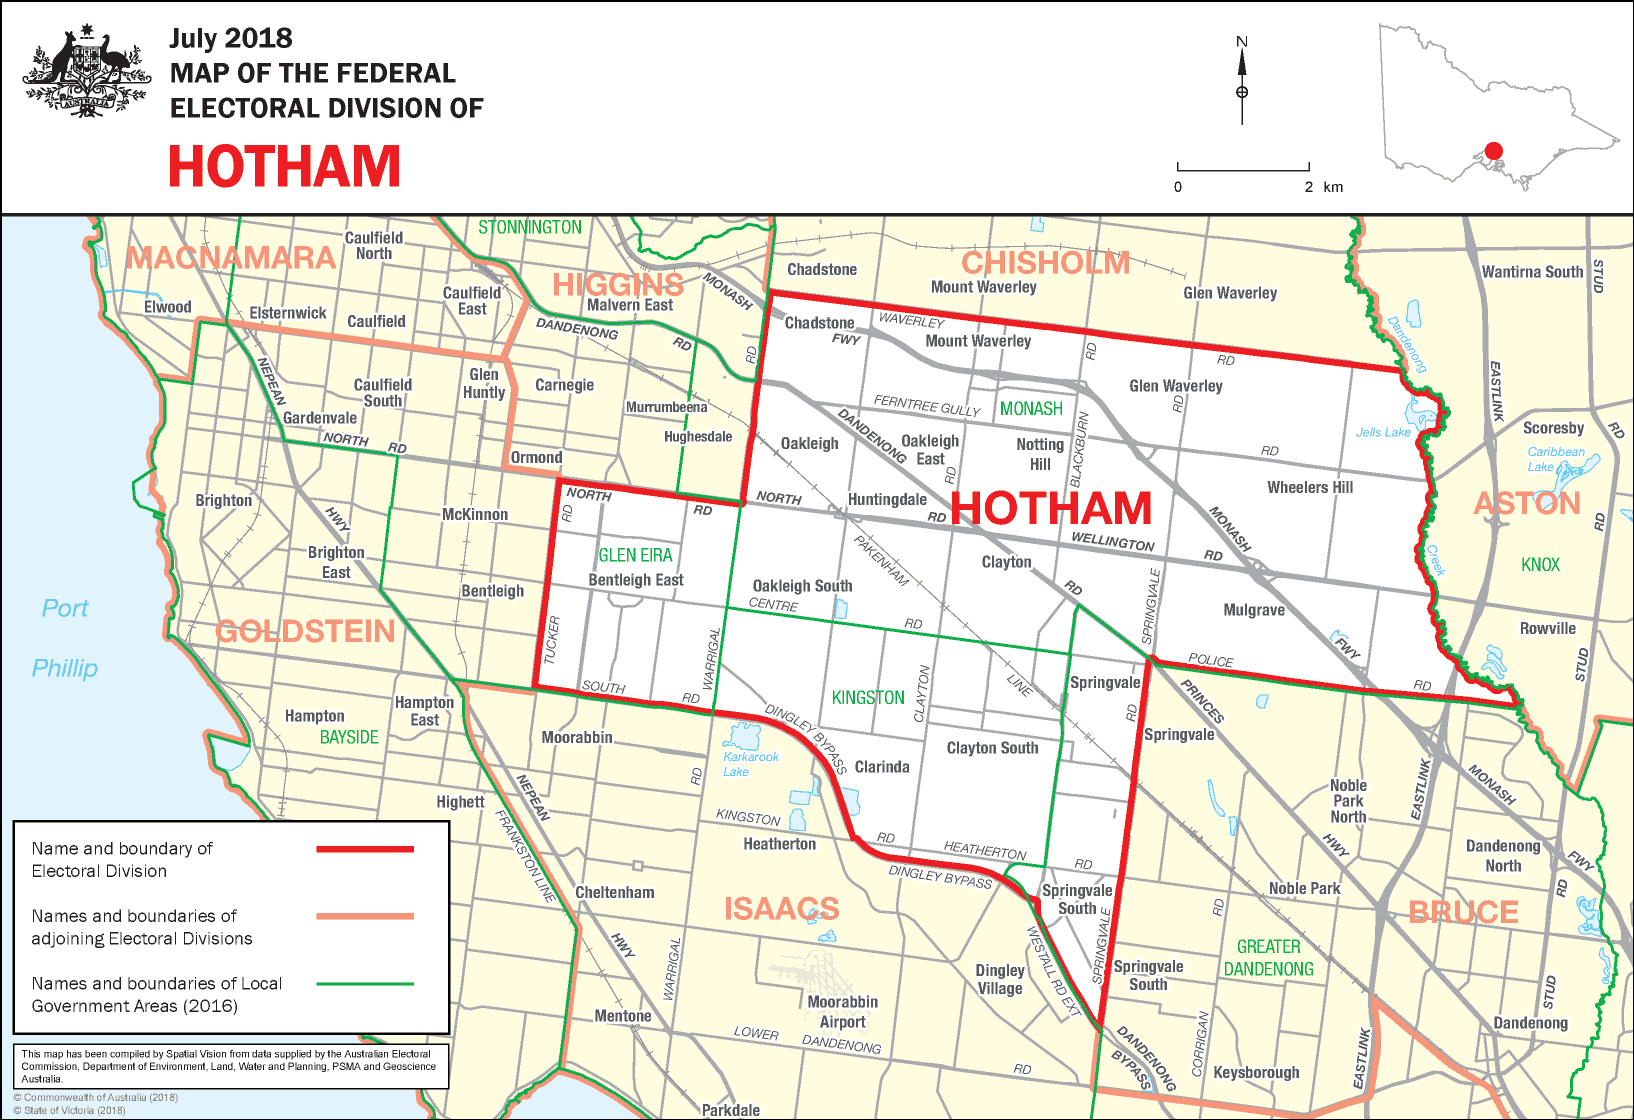 July 2018
MAP OF THE FEDERAL
ELECTORAL DIVISION OF
HOTHAM
AUSTRALIA
N
0 2 km
STONNINGTON
MACNAMARA
Caulfield
North
HIGGINS
Malvern East
MONASH
Chadstone
CHISHOLM
Mount Waverley
Glen Waverley
Wantirna South
STUD
Elwood
Elsternwick
Caulfield
East
Caulfield
DANDENONG
RD
RD
Chadstone
FWY
WAVERLEY
Mount Waverley
RD
RD
Dandenong
NEPEAN
Glen
Huntly
Caulfield
South
Carnegie
Glen Waverley
EASTLINK
Gardenvale
Murrumbeena
FERNTREE GULLY
MONASH
RD
NORTH
RD
Hughesdale
Oakleigh
DANDENONG
Oakleigh
East
Notting
Hill
BLACKBURN
RD
Jells Lake
Scoresby
RD
Caribbean
Lake
Ormond
RD
Wheelers Hill
Brighton
NORTH
RD
RD
NORTH
Huntingdale
RD
HOTHAM
ASTON
McKinnon
HWY
MONASH
RD
WELLINGTON
RD
Brighton
East
GLEN EIRA
Bentleigh East
PAKENHAM
Clayton
Creek
KNOX
Bentleigh
Oakleigh South
RD
CENTRE
RD
SPRINGVALE
Mulgrave
Port
Phillip
GOLDSTEIN
TUCKER
WARRIGAL
Rowville
FWY
POLICE
STUD
SOUTH
RD
LINE
Springvale
RD
RD
PRINCES
KINGSTON
CLAYTON
Hampton
East
Hampton
BAYSIDE
Moorabbin
DINGLEY BYPASS
Karkarook
Lake
Clarinda
Clayton South
Springvale
RD
NEPEAN
Highett
FRANKSTON LINE
KINGSTON
Heatherton
RD
HEATHERTON
RD
DINGLEY BYPASS
Noble
Park
North
EASTLINK
MONASH
HWY
Dandenong
North
FWY
Cheltenham
ISAACS
Springvale
South
Noble Park
RD
RD
BRUCE
HWY
WARRIGAL
WESTALL RD EXT
SPRINGVALE
GREATER
DANDENONG
Dingley
Village
Springvale
South
Moorabbin
Airport
STUD
Mentone
LOWER
DANDENONG
RD
DANDENONG
BYPASS
CORRIGAN
Keysborough
EASTLINK
Dandenong
Parkdale
Name and boundary of
Electoral Division
Names and boundaries of
adjoining Electoral Divisions
Names and boundaries of Local
Government Areas (2016)
This map has been compiled by Spatial Vision from data supplied by the Australian Electoral
Commission, Department of Environment, Land, Water and Planning, PSMA and Geoscience
Australia.
© Commonwealth of Australia (2018)
© State of Victoria (2018)